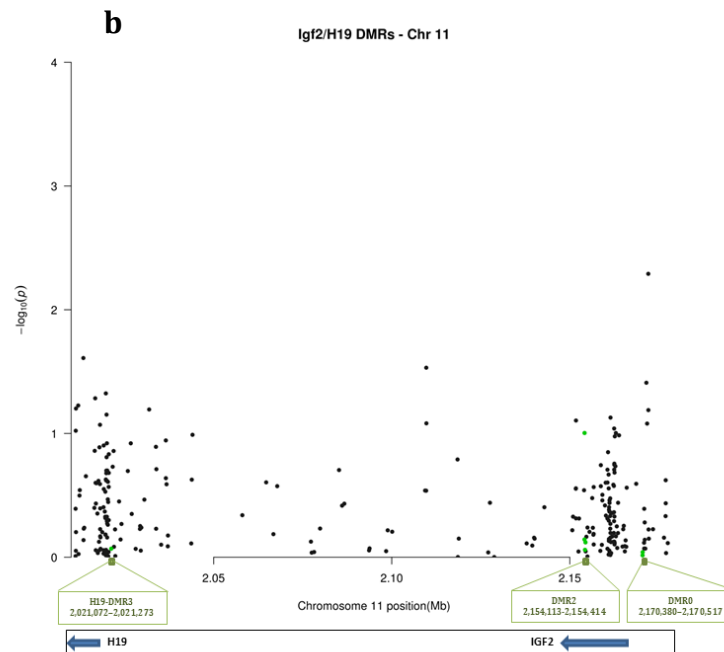 b
Igf2/H19 DMRs - Chr 11
4
3
2
1
0
−log10(p)
2.05
2.10
2.15
Chromosome 11 position(Mb)
H19-DMR3
2,021,072–2,021,273
DMR2
2,154,113-2,154,414
DMR0
2,170,380–2,170,517
H19
IGF2